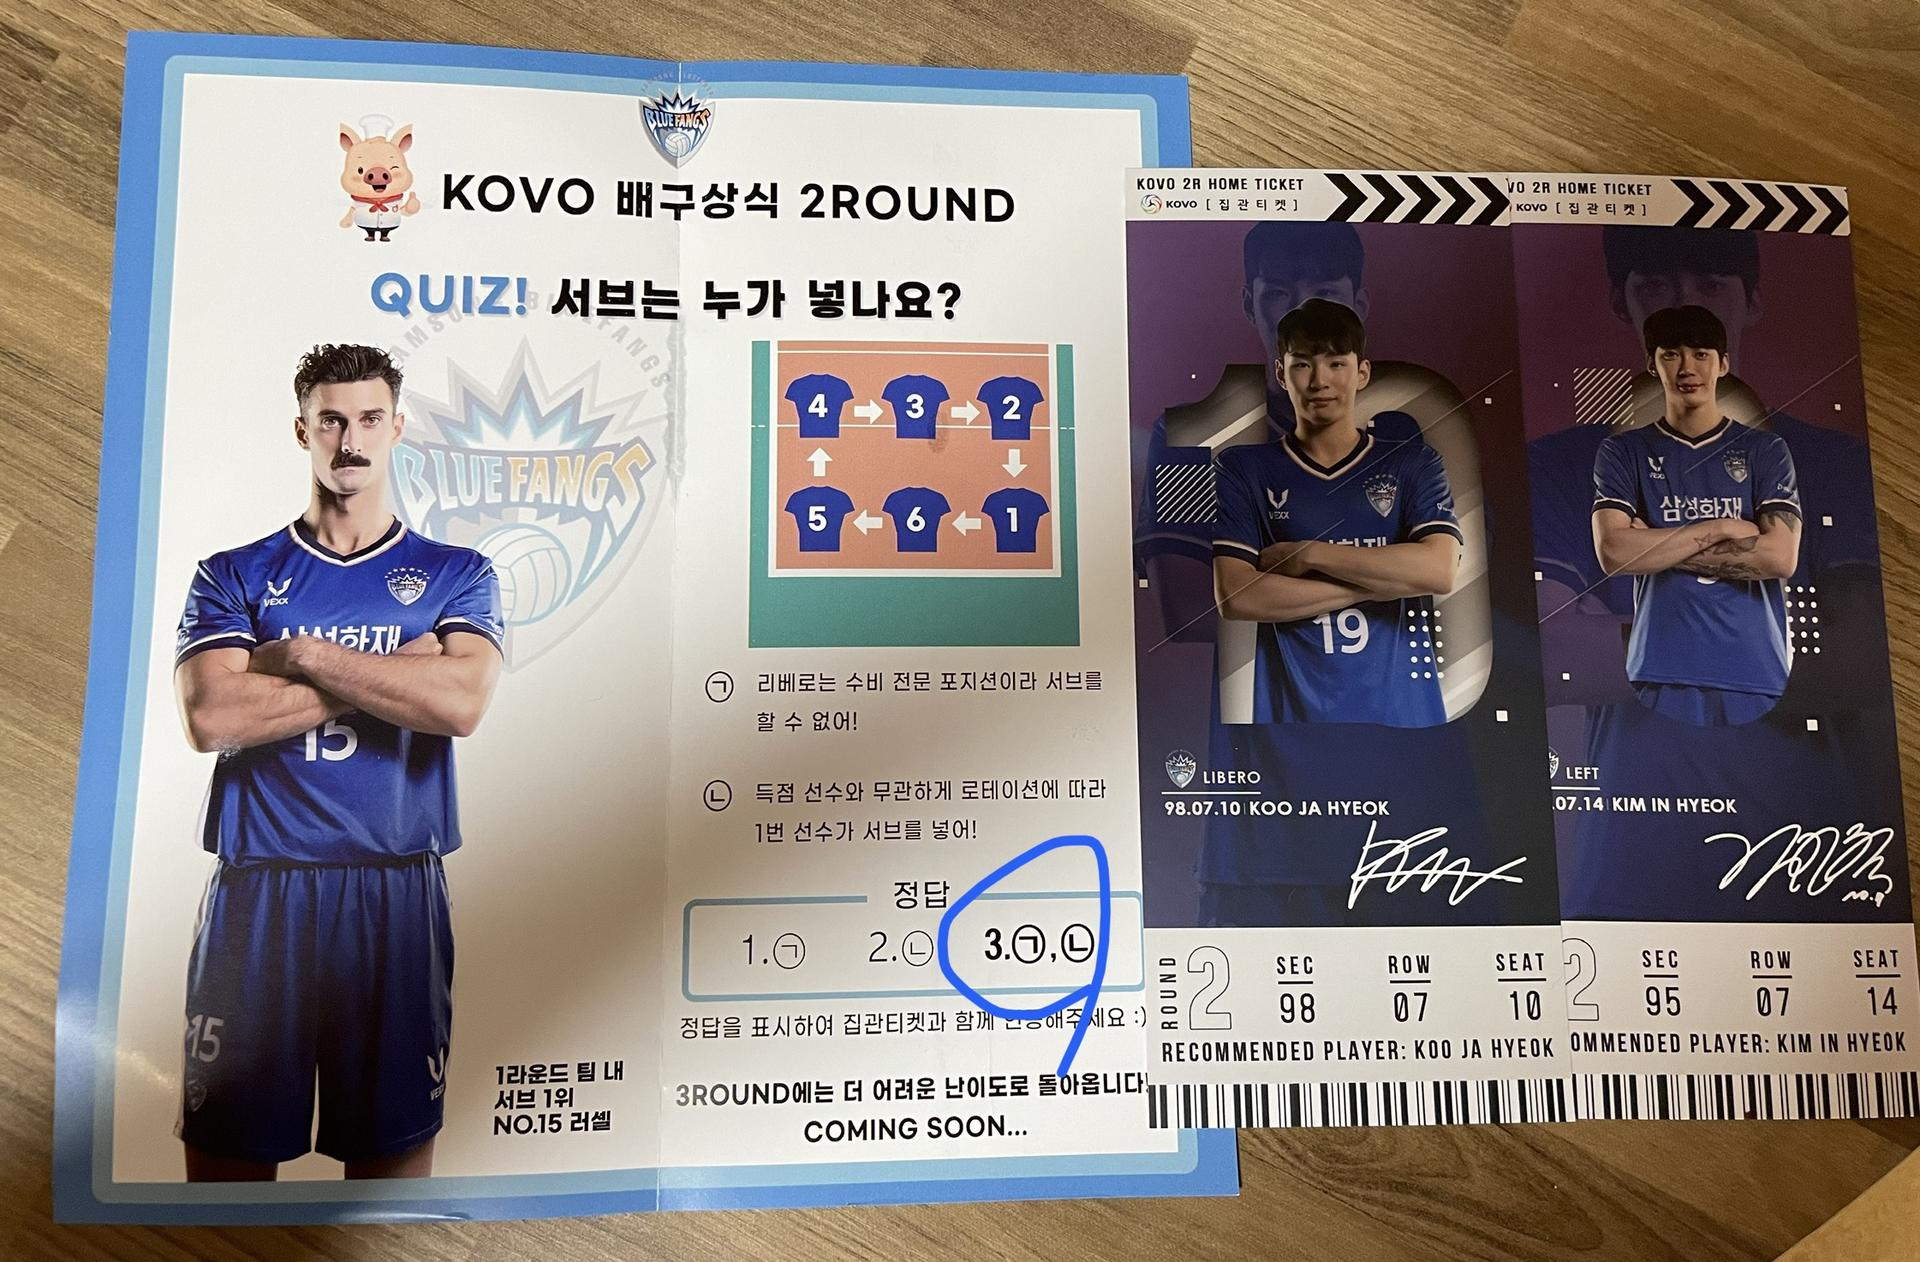 BLUEFANGS
KOVO 배구상식 2ROUND
QUIZ! 서브는 누가 넣나요?
SAMSUNG BLUEFANGS
BLUEFANGS
4 3 2
5 6 1
VEXX
BLUEFANGS
삼성화재
15
15
㉠ 리베로는 수비 전문 포지션이라 서브를
할 수 없어!
㉡ 득점 선수와 무관하게 로테이션에 따라
1번 선수가 서브를 넣어!
정답
1.㉠ 2.㉡ 3.㉠,㉡
정답을 표시하여 집관티켓과 함께 인증해주세요 :)
1라운드 팀 내
서브 1위
NO.15 러셀
3ROUND에는 더 어려운 난이도로 돌아옵니다!
COMING SOON...
KOVO 2R HOME TICKET
KOVO [집관티켓]
VEXX
19
LIBERO
98.07.10 KOO JA HYEOK
ROUND 2
SEC ROW SEAT
98 07 10
RECOMMENDED PLAYER: KOO JA HYEOK
VO 2R HOME TICKET
KOVO [집관티켓]
VEXX
삼성화재
LEFT
.07.14 KIM IN HYEOK
NO.9
2
SEC ROW SEAT
95 07 14
OMMENDED PLAYER: KIM IN HYEOK